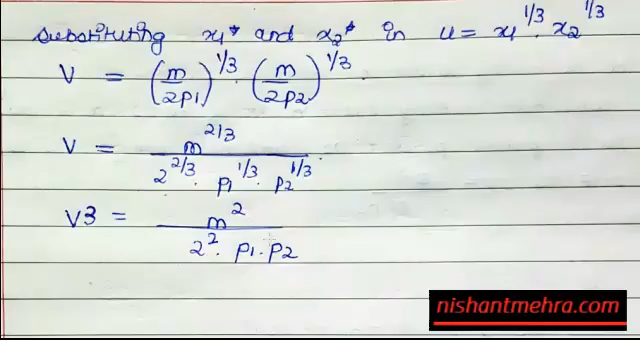 substituting x1* and x2* in u = x1^1/3 . x2^1/3
V = (m/2p1)^1/3 . (m/2p2)^1/3
V = m^2/3 / 2^2/3 . p1^1/3 . p2^1/3
V3 = m^2 / 2^2 . p1 . p2
nishantmehra.com